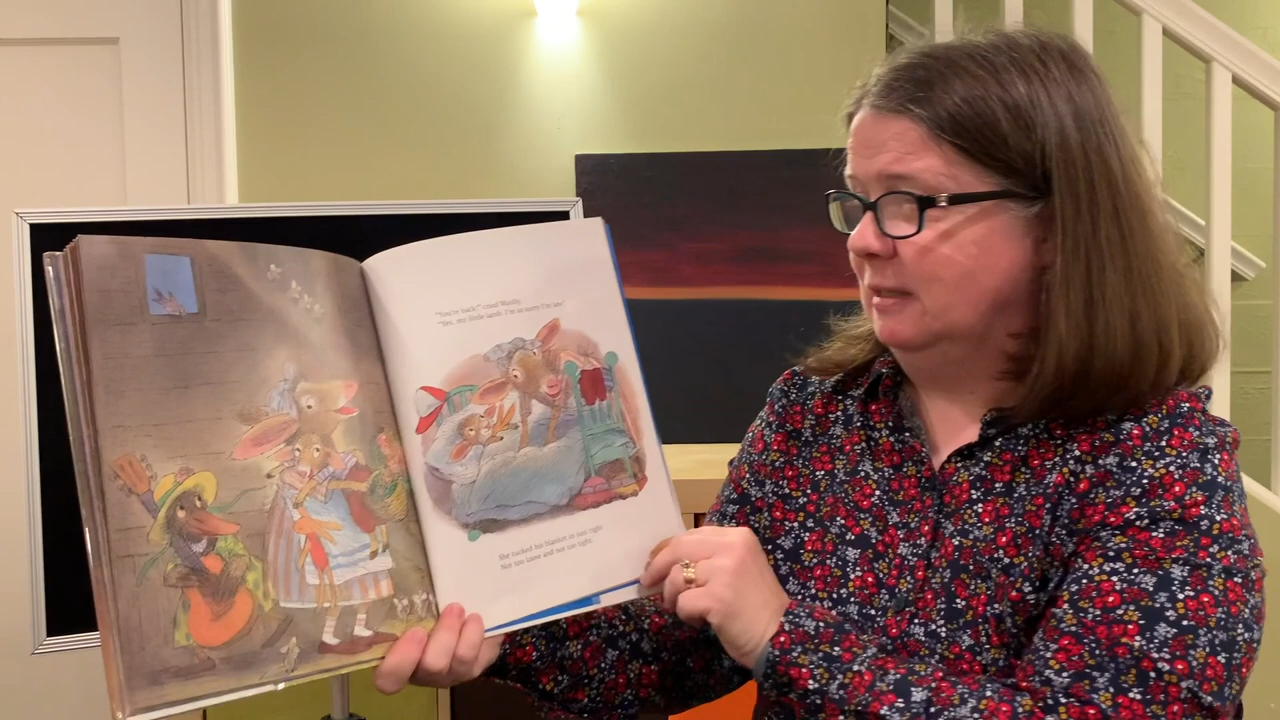 "You're back!" cried Wooly.
"Yes, my little lamb. I'm so sorry I'm late."
She tucked his blanket in just right.
Not too loose and not too tight.